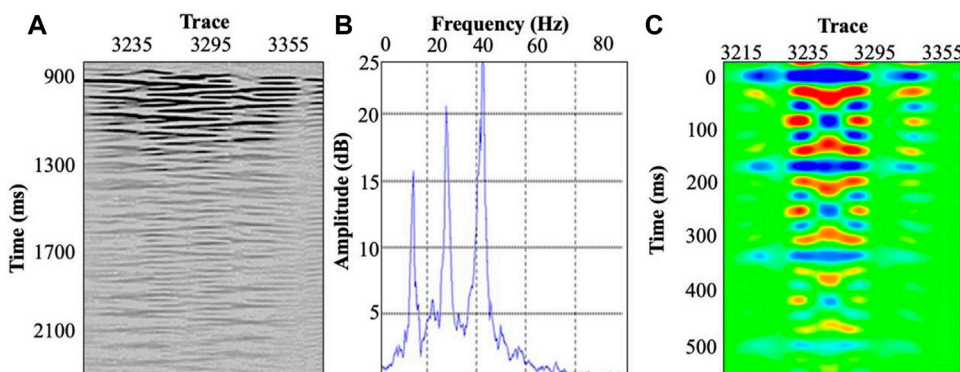 A
Trace
3235 3295 3355
Time (ms)
900
1300
1700
2100
B
Frequency (Hz)
0 20 40 60 80
Amplitude (dB)
25
20
15
10
5
C
Trace
3215 3235 3295 3355
Time (ms)
0
100
200
300
400
500